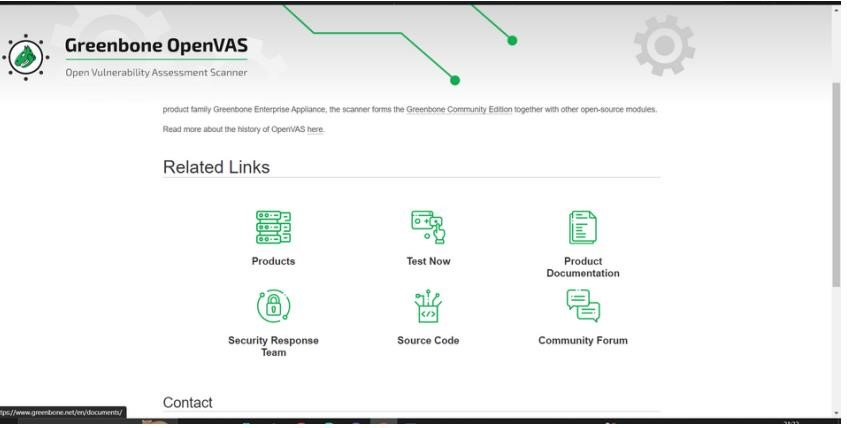 Greenbone OpenVAS
Open Vulnerability Assessment Scanner
product family Greenbone Enterprise Appliance, the scanner forms the Greenbone Community Edition together with other open-source modules.
Read more about the history of OpenVAS here.
Related Links
Products
Test Now
Product
Documentation
Security Response
Team
Source Code
Community Forum
Contact
tps://www.greenbone.net/en/documents/